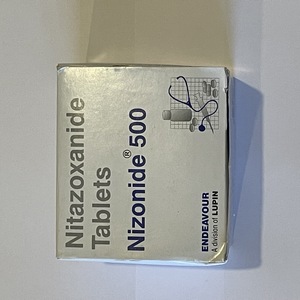 Nitazoxanide
Tablets
Nizonide® 500
ENDEAVOUR
A division of LUPIN